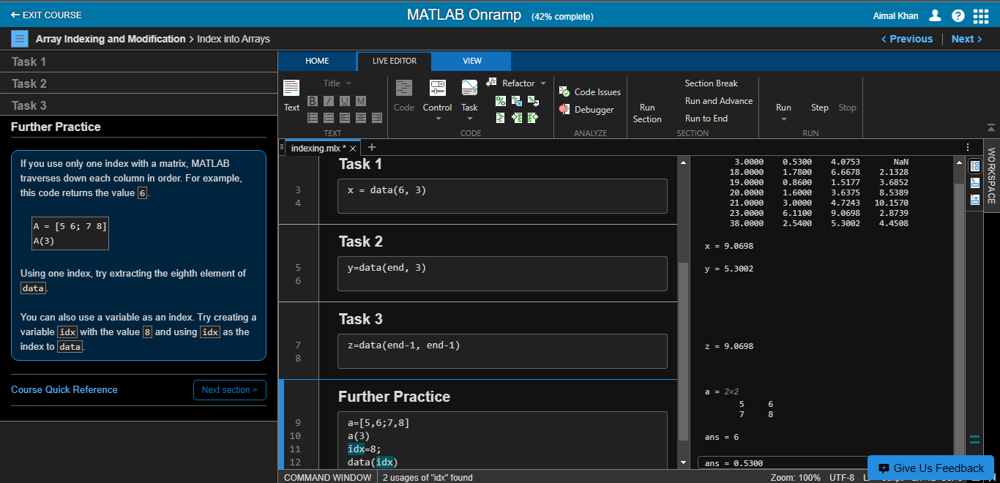 ← EXIT COURSE
MATLAB Onramp (42% complete)
Aimal Khan
Array Indexing and Modification > Index into Arrays
< Previous
Next >
Task 1
Task 2
Task 3
Further Practice
If you use only one index with a matrix, MATLAB
traverses down each column in order. For example,
this code returns the value 6.
A = [5 6; 7 8]
A(3)
Using one index, try extracting the eighth element of
data.
You can also use a variable as an index. Try creating a
variable idx with the value 8 and using idx as the
index to data.
Course Quick Reference
Next section >
HOME
LIVE EDITOR
VIEW
Text
Title
B I U M
TEXT
Code
Control
Task
Refactor
CODE
Code Issues
Debugger
ANALYZE
Run
Section
Section Break
Run and Advance
Run to End
SECTION
Run
Step
Stop
RUN
indexing.mlx * × +
WORKSPACE
Task 1
3 x = data(6, 3)
4
Task 2
5 y=data(end, 3)
6
Task 3
7 z=data(end-1, end-1)
8
Further Practice
9 a=[5,6;7,8]
10 a(3)
11 idx=8;
12 data(idx)
3.0000 0.5300 4.0753 NaN
18.0000 1.7800 6.6678 2.1328
19.0000 0.8600 1.5177 3.6852
20.0000 1.6000 3.6375 8.5389
21.0000 3.0000 4.7243 10.1570
23.0000 6.1100 9.0698 2.8739
38.0000 2.5400 5.3002 4.4508
x = 9.0698
y = 5.3002
z = 9.0698
a = 2×2
5 6
7 8
ans = 6
ans = 0.5300
Give Us Feedback
COMMAND WINDOW
2 usages of "idx" found
Zoom: 100%
UTF-8